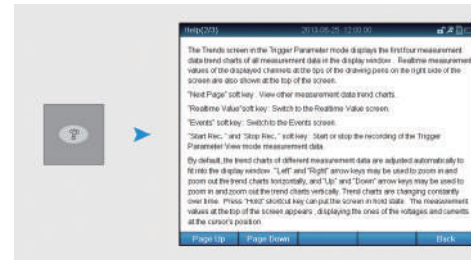 Help(2/3) 2013-06-25 12:00:00
The Trends screen in the Trigger Parameter mode displays the first four measurement
data trend charts of all measurement data in the display window . Realtime measurement
values of the displayed channels at the tips of the drawing pens on the right side of the
screen are also shown at the top of the screen.
"Next Page" soft key : View other measurement data trend charts.
"Realtime Value"soft key : Switch to the Realtime Value screen.
"Events" soft key : Switch to the Events screen.
"Start Rec. " and "Stop Rec. " soft key : Start or stop the recording of the Trigger
Parameter View mode measurement data.
By default, the trend charts of different measurement data are adjusted automatically to
fit into the display window . "Left" and "Right" arrow keys may be used to zoom in and
zoom out the trend charts horizontally, and "Up" and "Down" arrow keys may be used to
zoom in and zoom out the trend charts vertically. Trend charts are changing constantly
over time. Press "Hold" shortcut key can put the screen in hold state. The measurement
values at the top of the screen appears , displaying the ones of the voltages and currents
at the cursor's position.
Page Up Page Down Back